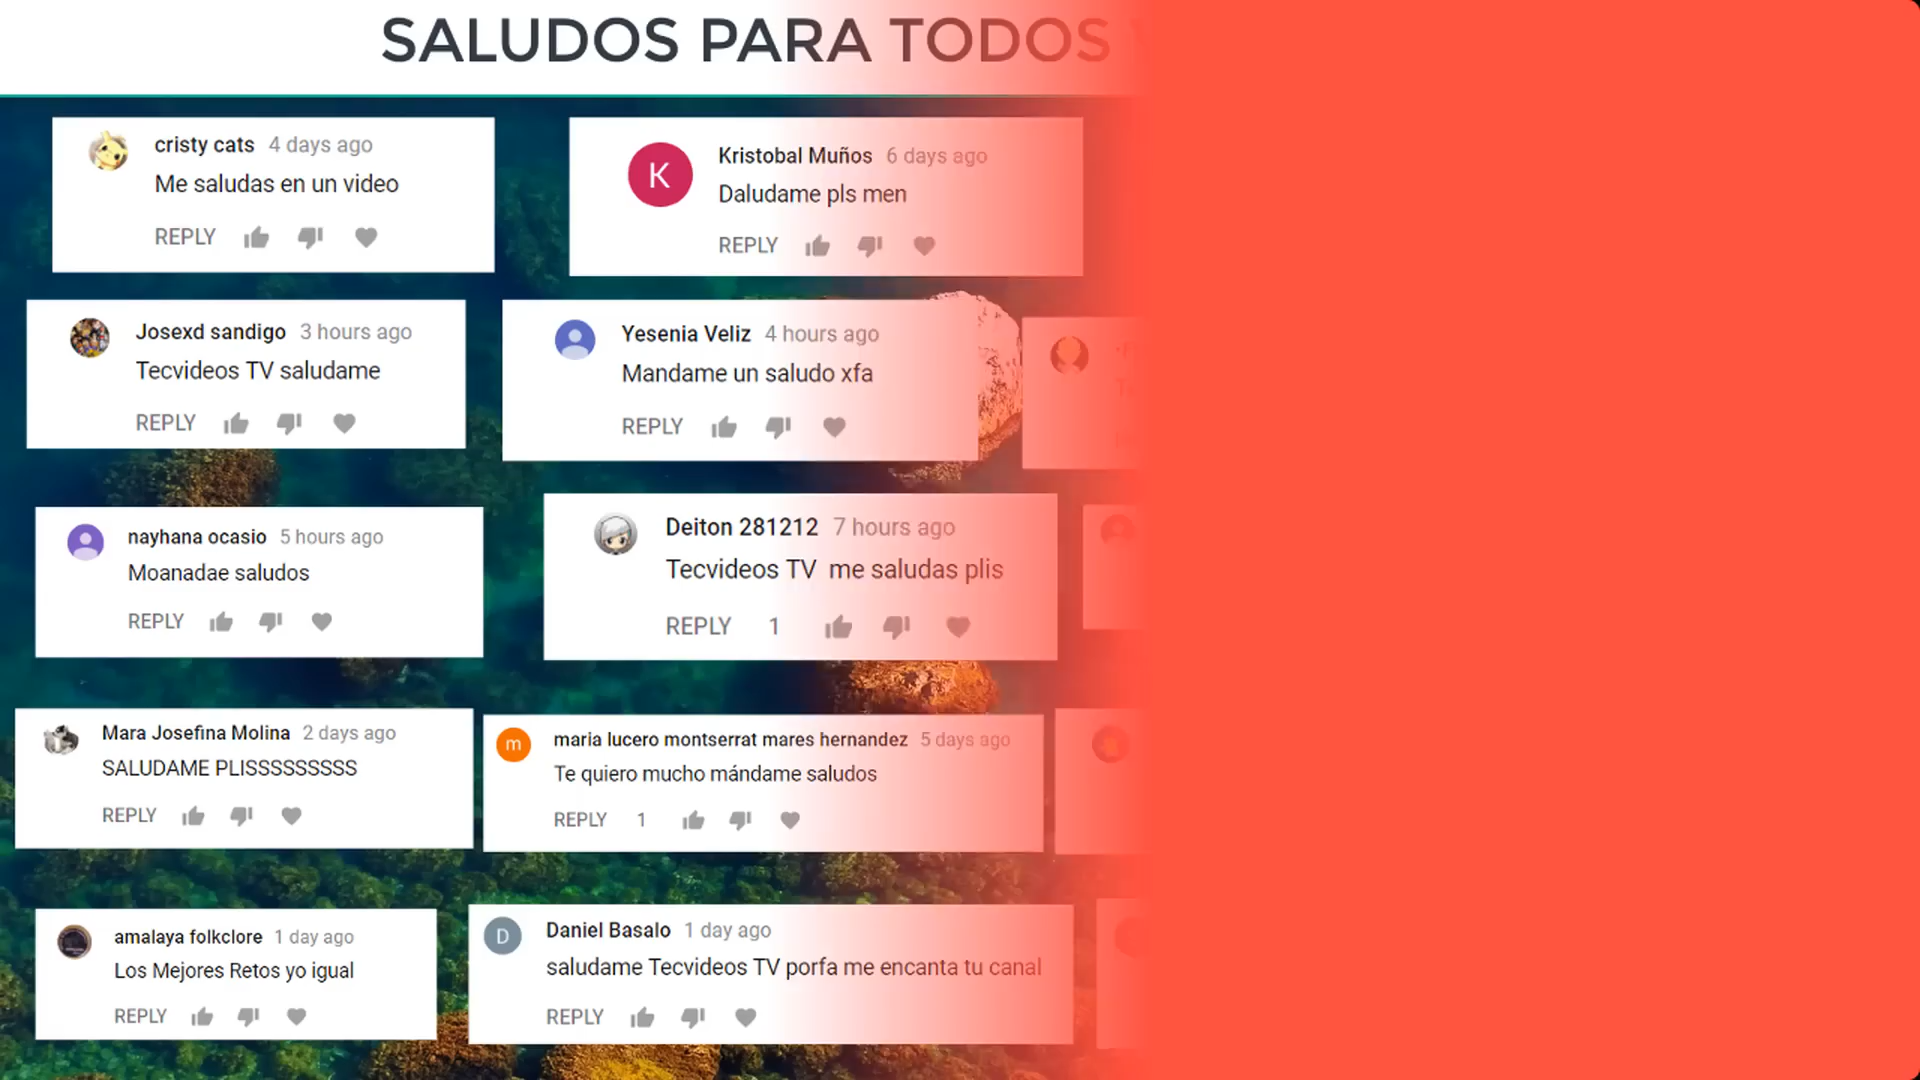 SALUDOS PARA TODOS
cristy cats 4 days ago
Me saludas en un video
REPLY
K
Kristobal Muños 6 days ago
Daludame pls men
REPLY
Josexd sandigo 3 hours ago
Tecvideos TV saludame
REPLY
Yesenia Veliz 4 hours ago
Mandame un saludo xfa
REPLY
nayhana ocasio 5 hours ago
Moanadae saludos
REPLY
Deiton 281212 7 hours ago
Tecvideos TV me saludas plis
REPLY 1
Mara Josefina Molina 2 days ago
SALUDAME PLISSSSSSSSS
REPLY
m
maria lucero montserrat mares hernandez 5 days ago
Te quiero mucho mándame saludos
REPLY 1
amalaya folkclore 1 day ago
Los Mejores Retos yo igual
REPLY
D
Daniel Basalo 1 day ago
saludame Tecvideos TV porfa me encanta tu canal
REPLY